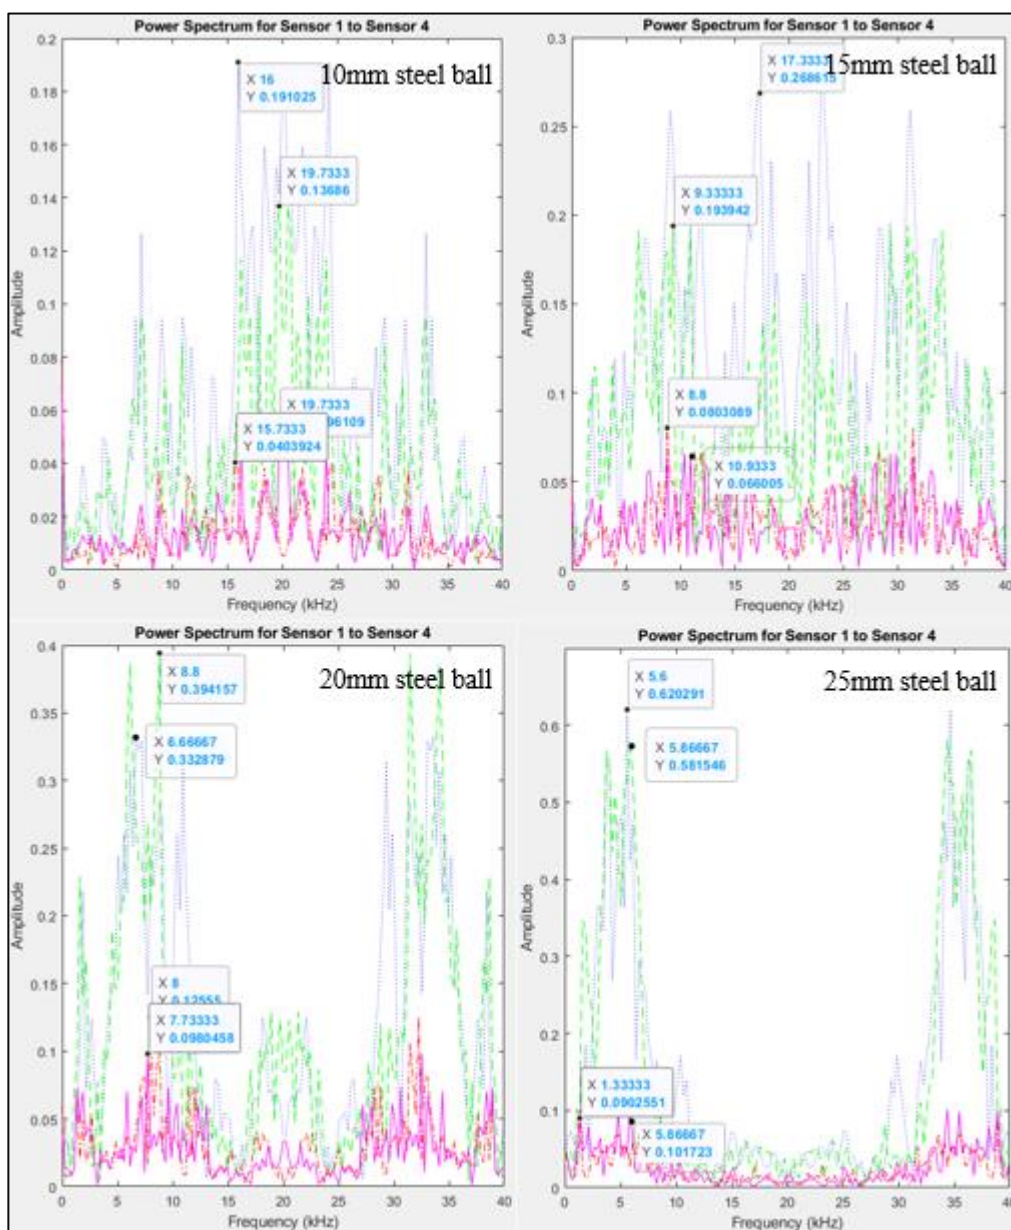 Power Spectrum for Sensor 1 to Sensor 4
10mm steel ball
0.2
0.18
0.16
0.14
0.12
0.1
0.08
0.06
0.04
0.02
0
Amplitude
X 16
Y 0.191025
X 19.7333
Y 0.13686
X 19.7333
96109
X 15.7333
Y 0.0403924
0 5 10 15 20 25 30 35 40
Frequency (kHz)
Power Spectrum for Sensor 1 to Sensor 4
15mm steel ball
0.3
0.25
0.2
0.15
0.1
0.05
0
Amplitude
X 17.3333
Y 0.268615
X 9.33333
Y 0.193942
X 8.8
Y 0.0803089
X 10.9333
Y 0.066005
0 5 10 15 20 25 30 35 40
Frequency (kHz)
Power Spectrum for Sensor 1 to Sensor 4
20mm steel ball
0.4
0.35
0.3
0.25
0.2
0.15
0.1
0.05
0
Amplitude
X 8.8
Y 0.394157
X 6.66667
Y 0.332879
X 8
Y 0.12555
X 7.73333
Y 0.0980458
0 5 10 15 20 25 30 35 40
Frequency (kHz)
Power Spectrum for Sensor 1 to Sensor 4
25mm steel ball
0.6
0.5
0.4
0.3
0.2
0.1
0
Amplitude
X 5.6
Y 0.620291
X 5.86667
Y 0.581546
X 1.33333
Y 0.0902551
X 5.86667
Y 0.101723
0 5 10 15 20 25 30 35 40
Frequency (kHz)